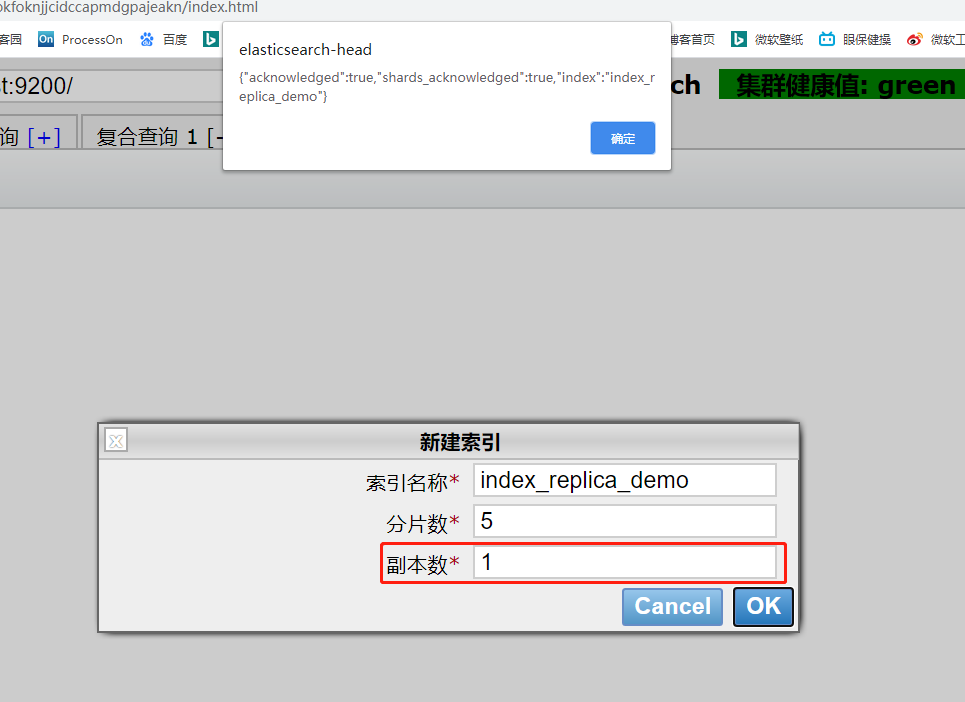 okfoknjjcidccapmdgpajeakn/index.html
客园 On ProcessOn 百度 博客首页 微软壁纸 眼保健操 微软工
elasticsearch-head
{"acknowledged":true,"shards_acknowledged":true,"index":"index_r
eplica_demo"}
确定
t:9200/
ch
集群健康值: green
询 [+]
复合查询 1 [-
新建索引
索引名称* index_replica_demo
分片数* 5
副本数* 1
Cancel OK